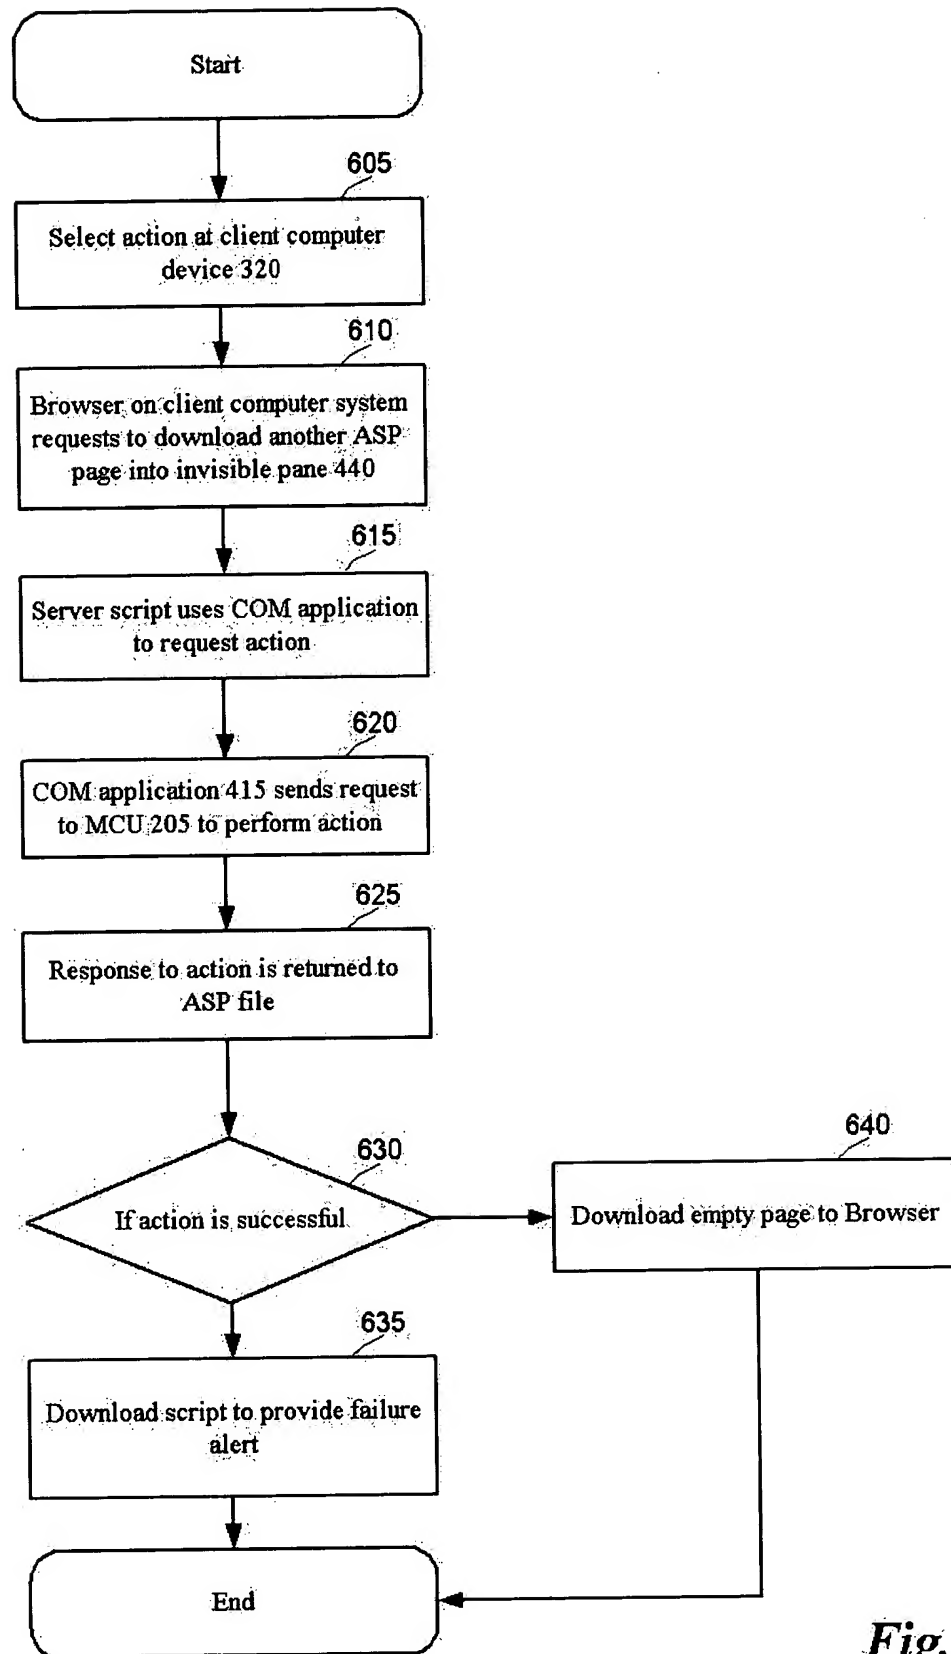 Start
605
Select action at client computer
device 320
610
Browser on client computer system
requests to download another ASP
page into invisible pane 440
615
Server script uses COM application
to request action
620
COM application 415 sends request
to MCU 205 to perform action
625
Response to action is returned to
ASP file
630
If action is successful
640
Download empty page to Browser
635
Download script to provide failure
alert
End
Fig.